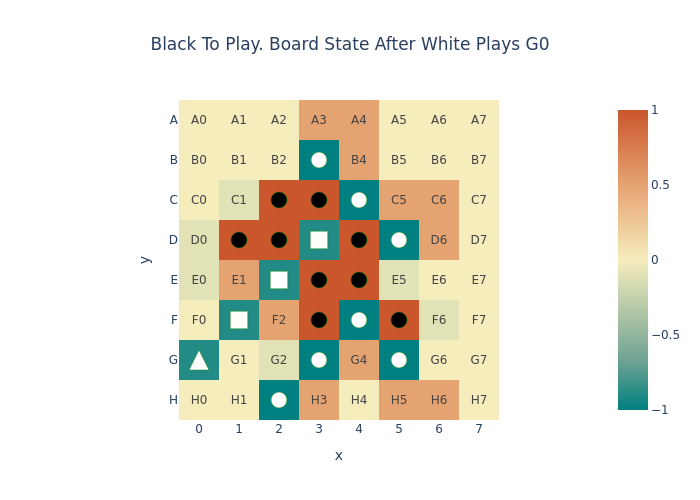 Black To Play. Board State After White Plays G0
A A0 A1 A2 A3 A4 A5 A6 A7
B B0 B1 B2 B4 B5 B6 B7
C C0 C1 C5 C6 C7
D D0 D6 D7
E E0 E1 E5 E6 E7
F F0 F2 F6 F7
G G1 G2 G4 G6 G7
H H0 H1 H3 H4 H5 H6 H7
0 1 2 3 4 5 6 7
x
y
1
0.5
0
−0.5
−1